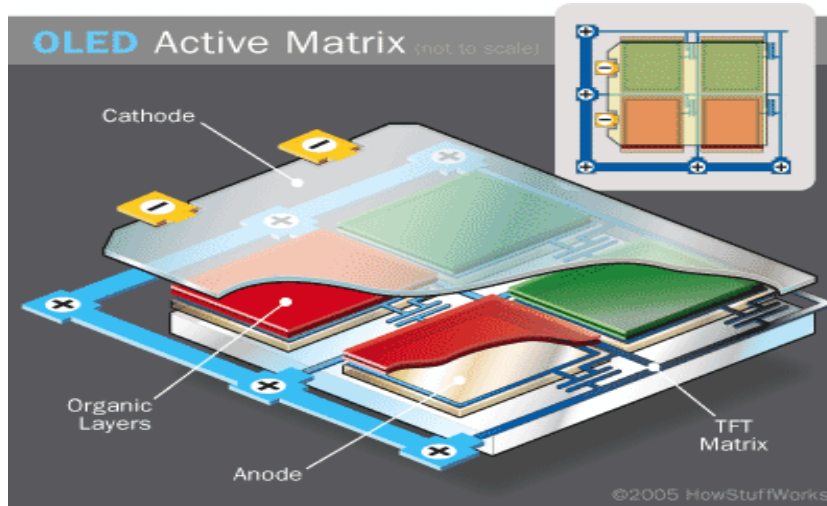 OLED Active Matrix (not to scale)
Cathode
Organic
Layers
Anode
TFT
Matrix
©2005 HowStuffWorks